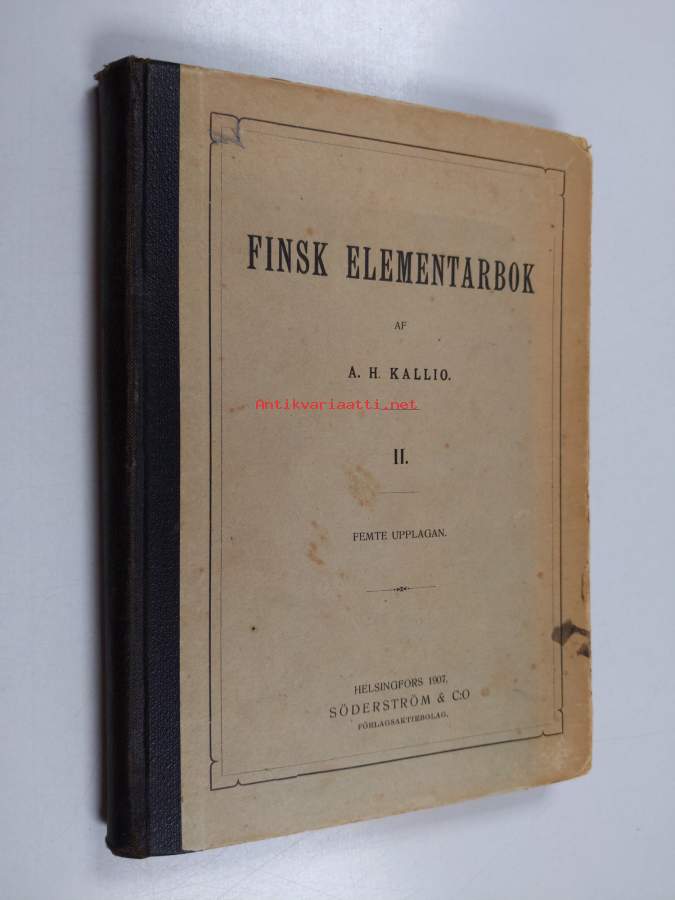 FINSK ELEMENTARBOK
AF
A. H. KALLIO.
Antikvariaatti.net
II.
FEMTE UPPLAGAN.
HELSINGFORS 1907,
SÖDERSTRÖM & C:O
FÖRLAGSAKTIEBOLAG.